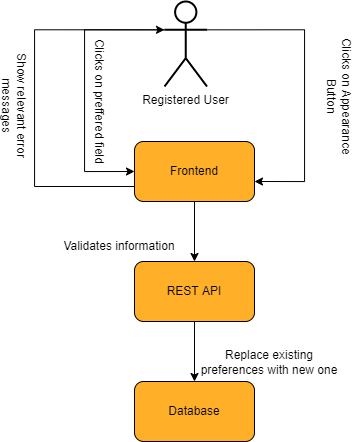 Registered User
Show relevant error
messages
Clicks on preffered field
Clicks on Appearance
Button
Frontend
Validates information
REST API
Replace existing
preferences with new one
Database